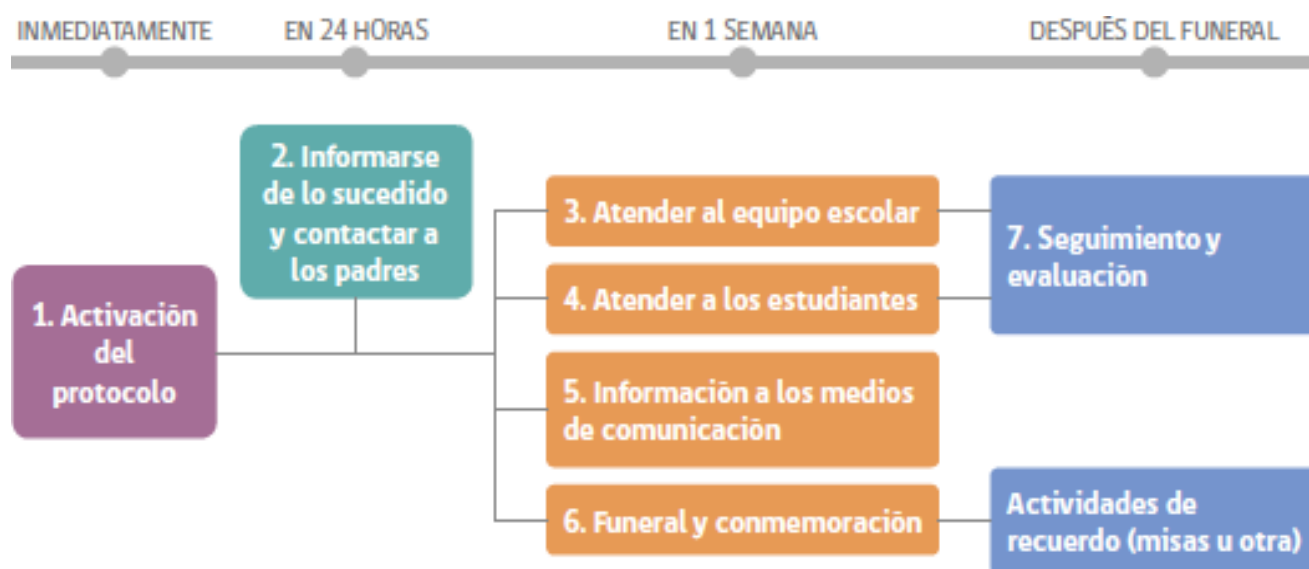 INMEDIATAMENTE
EN 24 HORAS
EN 1 SEMANA
DESPUÉS DEL FUNERAL
1. Activación
del
protocolo
2. Informarse
de lo sucedido
y contactar a
los padres
3. Atender al equipo escolar
4. Atender a los estudiantes
5. Información a los medios
de comunicación
6. Funeral y conmemoración
7. Seguimiento y
evaluación
Actividades de
recuerdo (misas u otra)